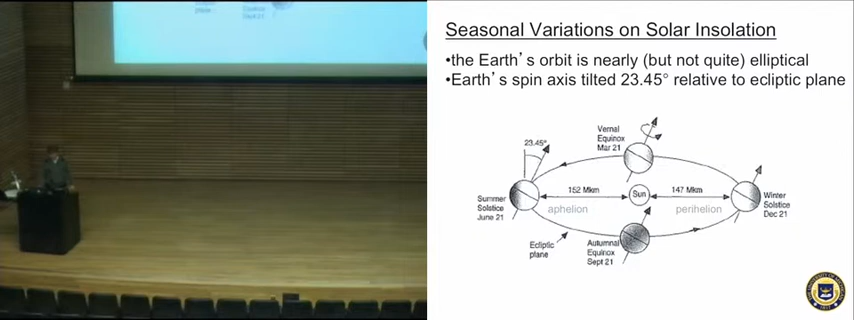 Seasonal Variations on Solar Insolation
•the Earth's orbit is nearly (but not quite) elliptical
•Earth's spin axis tilted 23.45° relative to ecliptic plane
Vernal
Equinox
Mar 21
23.45°
Summer
Solstice
June 21
152 Mkm
Sun
147 Mkm
Winter
Solstice
Dec 21
aphelion
perihelion
Ecliptic
plane
Autumnal
Equinox
Sept 21